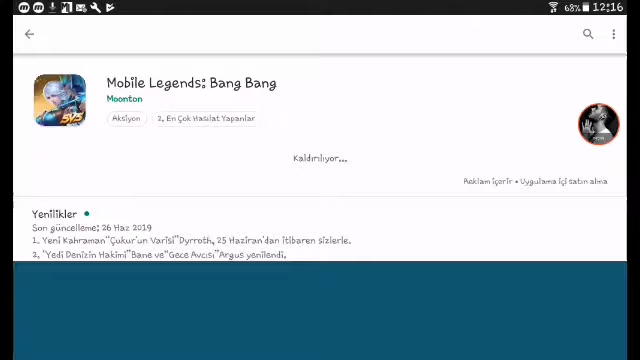 68% 12:16
Mobile Legends: Bang Bang
Moonton
Aksiyon
2. En Çok Hasılat Yapanlar
Kaldırılıyor...
Reklam içerir • Uygulama içi satın alma
Yenilikler
Son güncelleme: 26 Haz 2019
1. Yeni Kahraman"Çukur'un Varisi"Dyrroth, 25 Haziran'dan itibaren sizlerle.
2. "Yedi Denizin Hakimi"Bane ve"Gece Avcısı"Argus yenilendi.